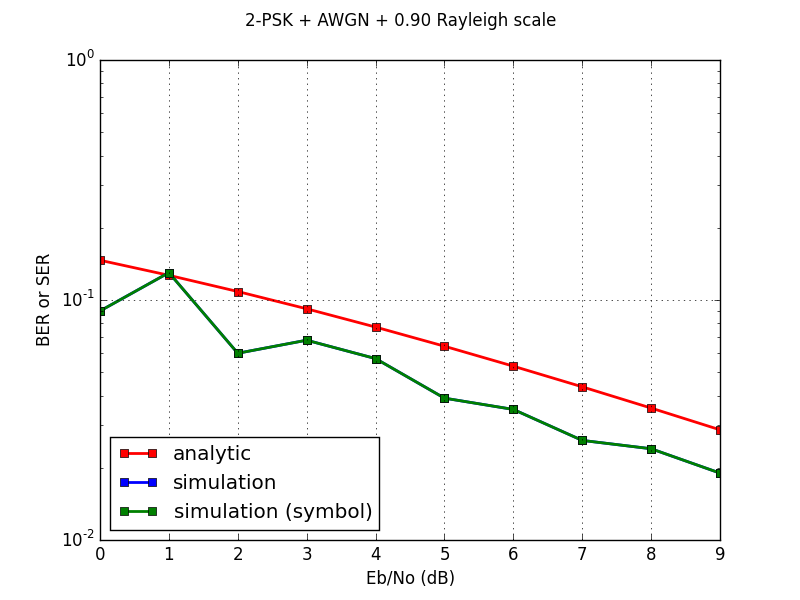 2-PSK + AWGN + 0.90 Rayleigh scale
10^0
10^-1
10^-2
BER or SER
analytic
simulation
simulation (symbol)
0 1 2 3 4 5 6 7 8 9
Eb/No (dB)